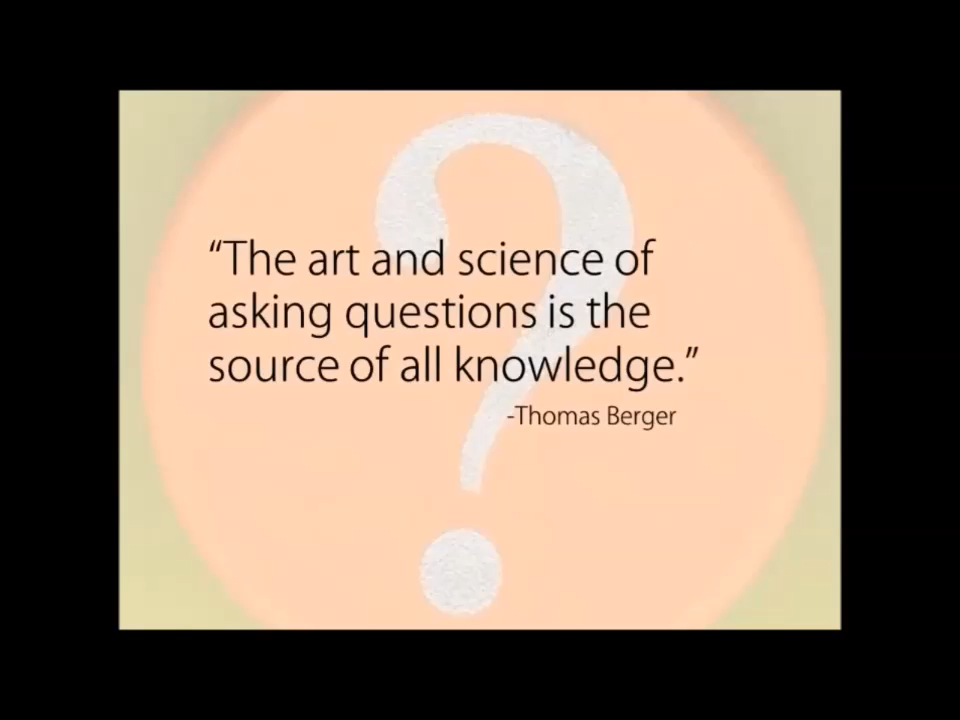 “The art and science of
asking questions is the
source of all knowledge.”
-Thomas Berger